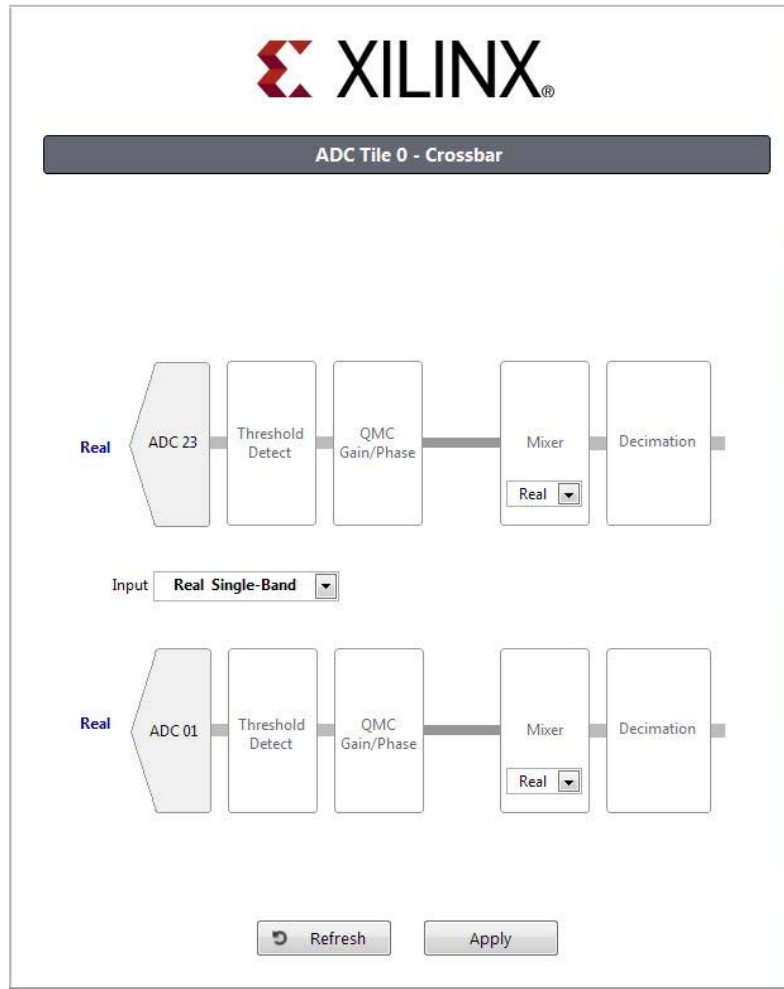 XILINX®
ADC Tile 0 - Crossbar
Real
ADC 23
Threshold
Detect
QMC
Gain/Phase
Mixer
Real
Decimation
Input
Real Single-Band
Real
ADC 01
Threshold
Detect
QMC
Gain/Phase
Mixer
Real
Decimation
Refresh
Apply